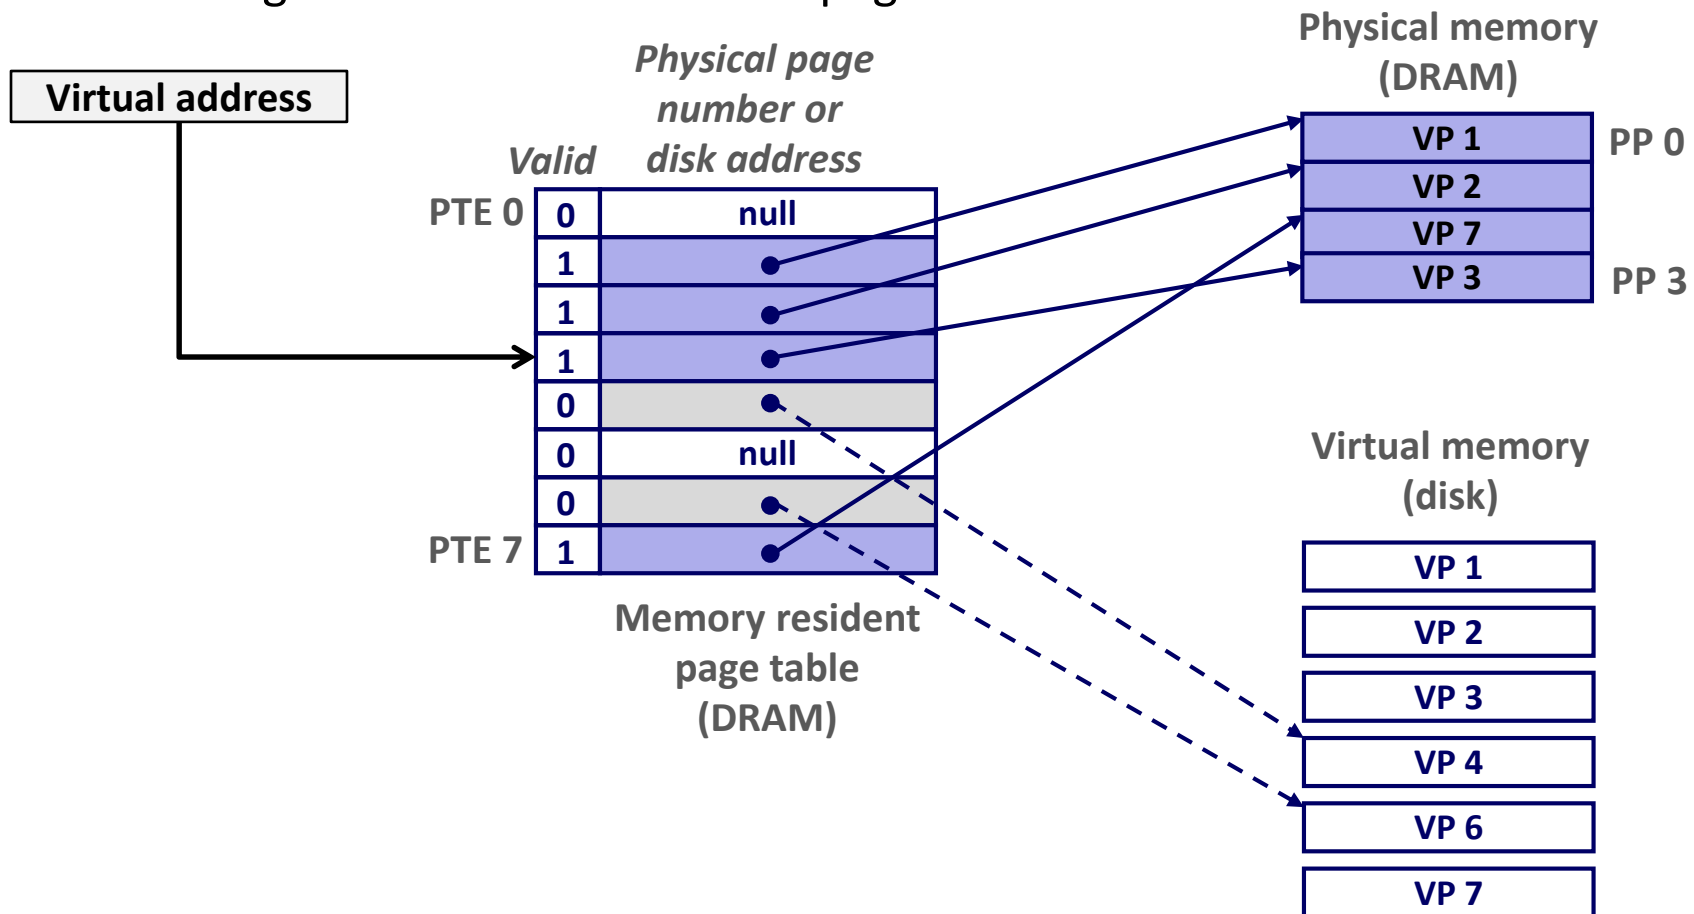 Virtual address
Physical page
number or
disk address
Valid
PTE 0
0
null
1
1
1
0
0
null
0
PTE 7
1
Memory resident
page table
(DRAM)
Physical memory
(DRAM)
VP 1
PP 0
VP 2
VP 7
VP 3
PP 3
Virtual memory
(disk)
VP 1
VP 2
VP 3
VP 4
VP 6
VP 7